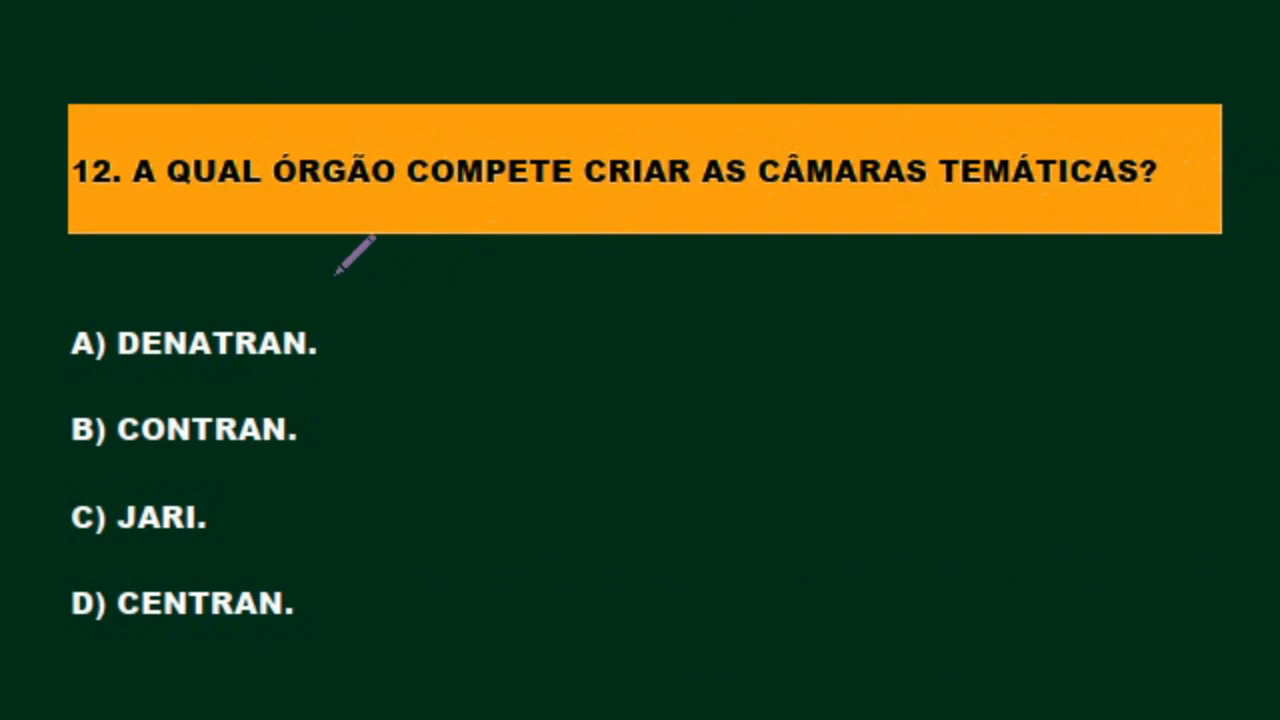 12. A QUAL ÓRGÃO COMPETE CRIAR AS CÂMARAS TEMÁTICAS?
A) DENATRAN.
B) CONTRAN.
C) JARI.
D) CENTRAN.